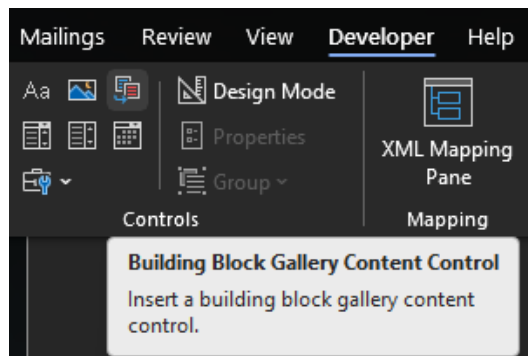 Mailings Review View Developer Help
Aa
Design Mode
Properties
Group
XML Mapping
Pane
Controls
Mapping
Building Block Gallery Content Control
Insert a building block gallery content
control.